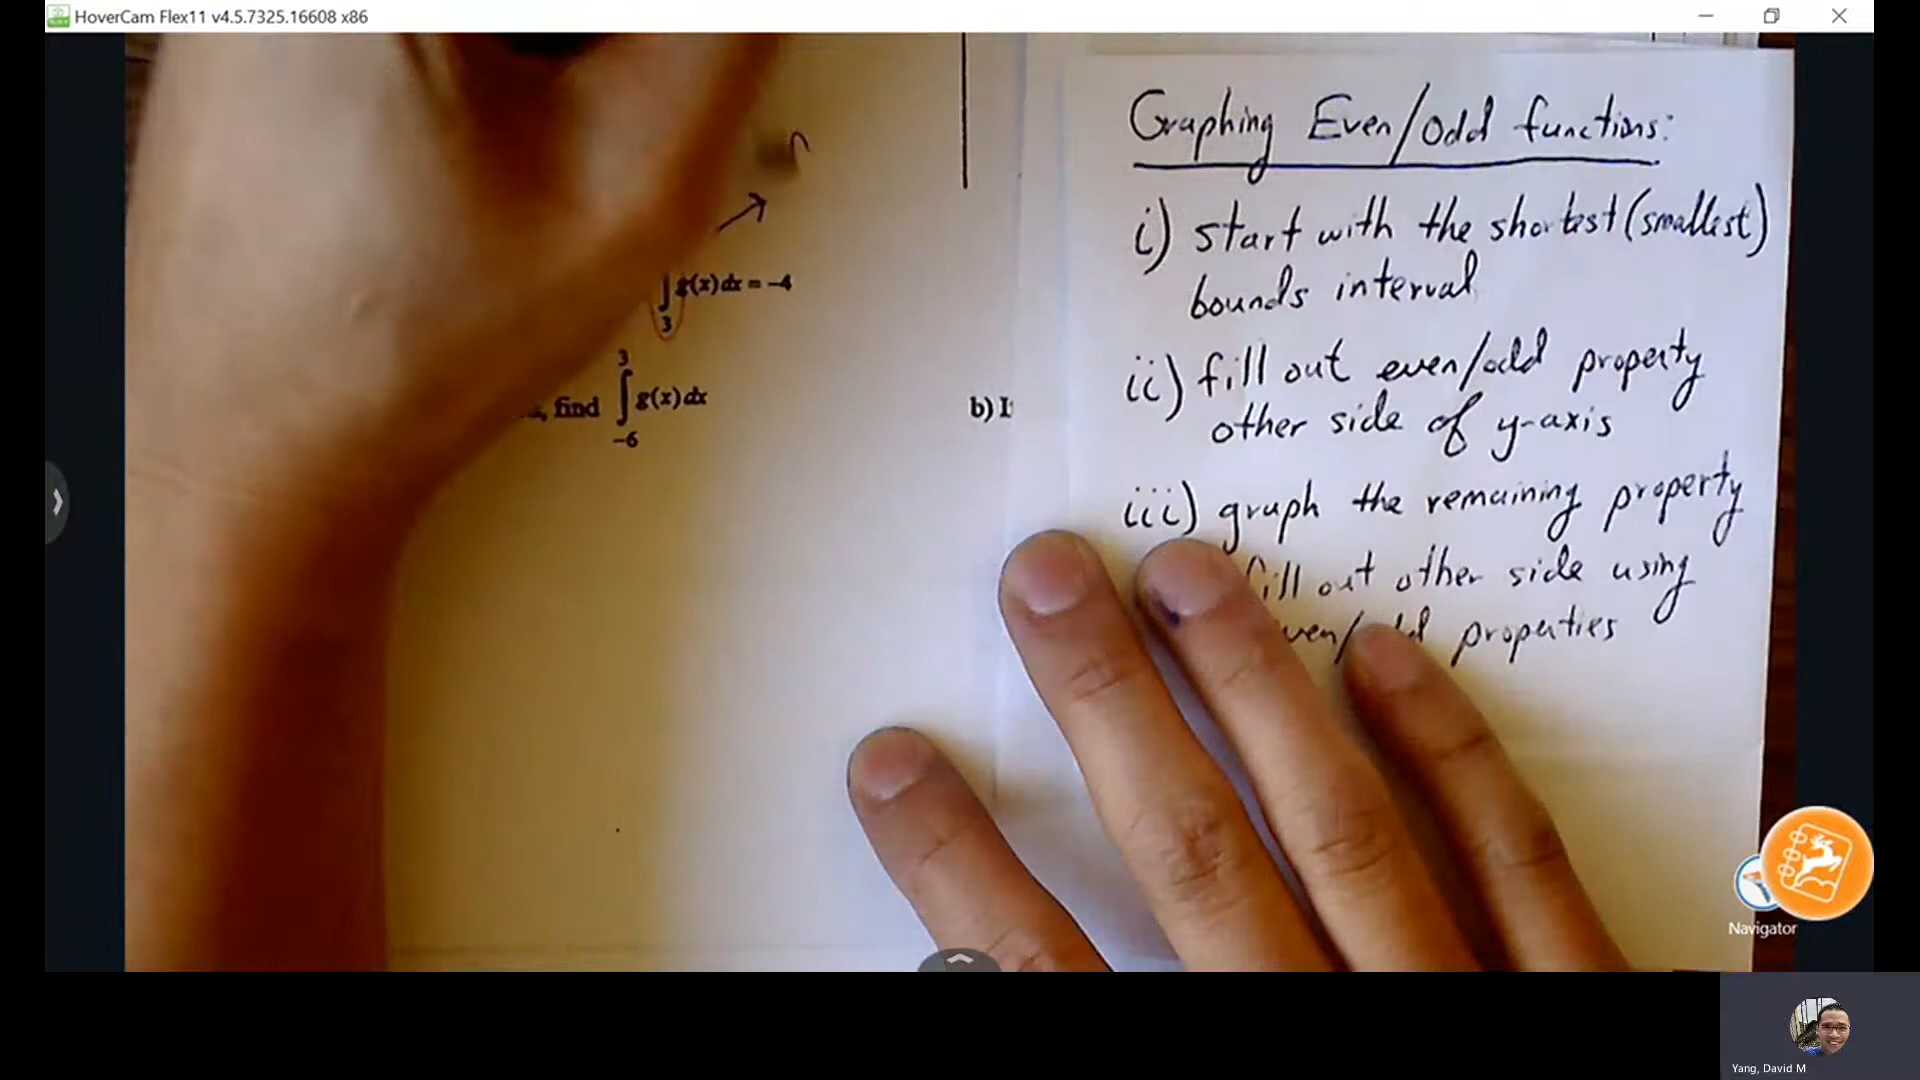 HoverCam Flex11 v4.5.7325.16608 x86
∫ g(x) dx = -4
3
find ∫ g(x) dx
3
-6
b) I
Graphing Even/Odd functions:
i) start with the shortest (smallest)
bounds interval
ii) fill out even/odd property
other side of y-axis
iii) graph the remaining property
fill out other side using
properties
Navigator
Yang, David M